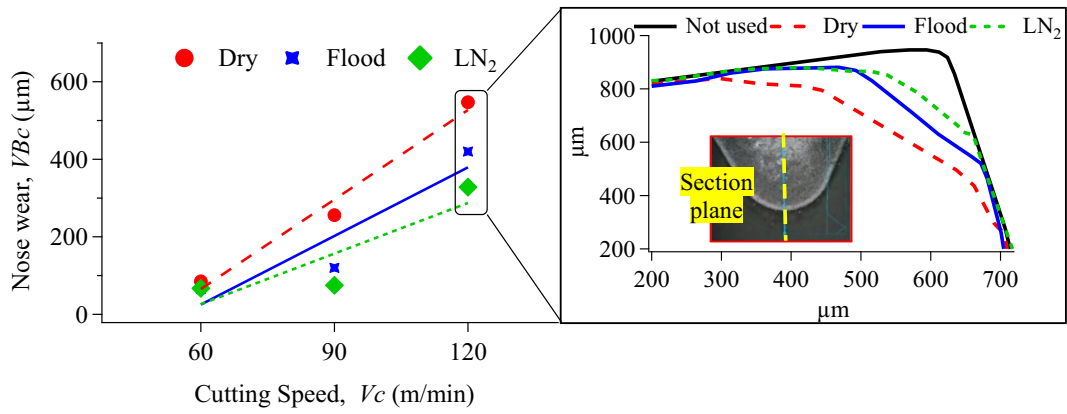 Dry Flood LN₂
Nose wear, VBc (µm)
600
400
200
0
60 90 120
Cutting Speed, Vc (m/min)
Not used Dry Flood LN₂
1000
800
600
400
200
µm
Section
plane
200 300 400 500 600 700
µm